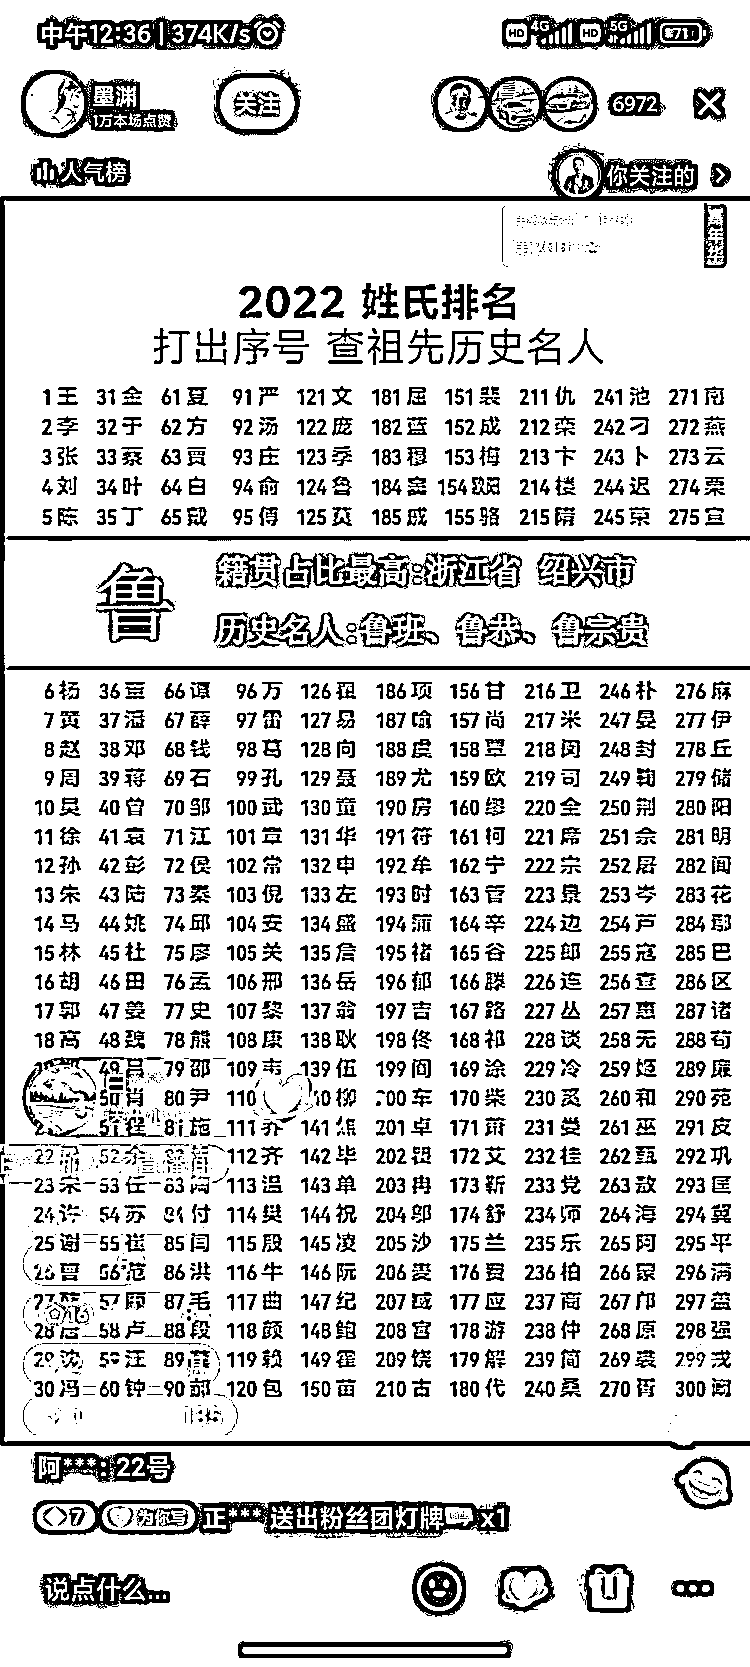 中午12:36 | 374K/s
HD 4G HD 5G 71
墨渊
1万本场点赞
关注
6972
人气榜
你关注的
嘉年华
2022 姓氏排名
打出序号 查祖先历史名人
1王 31金 61夏 91严 121文 181屈 151裴 211仇 241池 271南
2李 32于 62方 92汤 122庞 182蓝 152成 212栾 242刁 272燕
3张 33蔡 63贾 93庄 123季 183穆 153梅 213卞 243卜 273云
4刘 34叶 64白 94俞 124鲁 184窦 154欧阳 214楼 244迟 274栗
5陈 35丁 65戴 95傅 125莫 185戚 155骆 215隋 245荣 275宣
鲁
籍贯占比最高:浙江省 绍兴市
历史名人:鲁班、鲁恭、鲁宗贵
6杨 36董 66谭 96万 126祖 186项 156甘 216卫 246朴 276麻
7黄 37潘 67薛 97雷 127易 187喻 157尚 217米 247晏 277伊
8赵 38邓 68钱 98葛 128向 188虞 158覃 218闵 248封 278丘
9周 39蒋 69石 99孔 129聂 189尤 159欧 219司 249鞠 279储
10吴 40曾 70邹 100武 130童 190房 160缪 220全 250荆 280阳
11徐 41袁 71江 101章 131华 191符 161柯 221席 251佘 281明
12孙 42彭 72侯 102常 132申 192牟 162宁 222宗 252屠 282闻
13朱 43陆 73秦 103倪 133左 193时 163管 223景 253岑 283花
14马 44姚 74邱 104安 134盛 194蒲 164辛 224边 254芦 284鄢
15林 45杜 75廖 105关 135詹 195褚 165谷 225郎 255寇 285巴
16胡 46田 76孟 106邢 136岳 196郁 166滕 226连 256查 286区
17郭 47姜 77史 107黎 137翁 197吉 167路 227丛 257惠 287诸
18高 48魏 78熊 108康 138耿 198佟 168祁 228谈 258无 288苟
49吕 79邵 109韦 139伍 199阎 169涂 229冷 259姬 289廉
50肖 80尹 110 柳 200车 170柴 230灵 260和 290苑
51程 81施 111乔 141焦 201卓 171萧 231娄 261巫 291皮
22 52余 112齐 142毕 202强 172艾 232桂 262甄 292巩
23宋 53任 83陶 113温 143单 203冉 173靳 233党 263敖 293匡
24许 54苏 84付 114樊 144祝 204邬 174舒 234师 264海 294冀
25谢 55崔 85闫 115殷 145凌 205沙 175兰 235乐 265阿 295平
26曹 56范 86洪 116牛 146阮 206娄 176费 236柏 266蒙 296满
57顾 87毛 117曲 147纪 207臧 177应 237商 267邝 297蓝
28唐 58卢 88段 118颜 148鲍 208宫 178游 238仲 268原 298强
29沈 59汪 89 119赖 149霍 209饶 179解 239简 269裘 299戎
30冯 60钟 90郝 120包 150苗 210古 180代 240桑 270胥 300阚
阿***: 22号
7 为你写 正*** 送出粉丝团灯牌 x1
说点什么...